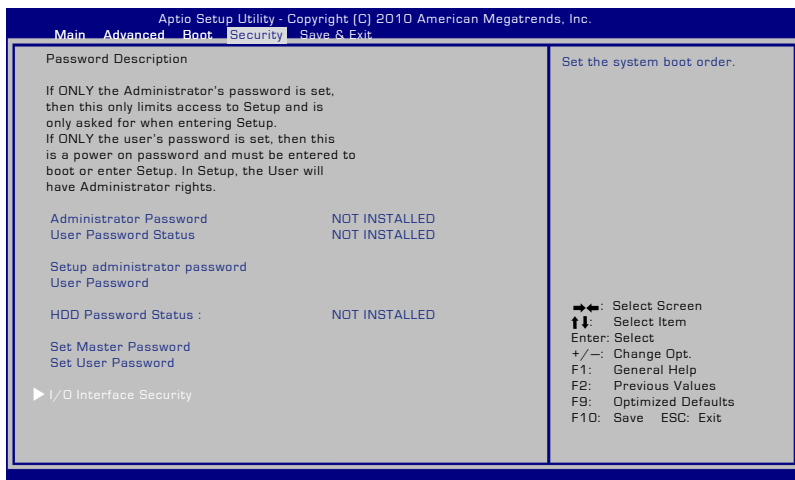 Aptio Setup Utility - Copyright (C) 2010 American Megatrends, Inc.
Main Advanced Boot Security Save & Exit
Password Description
If ONLY the Administrator's password is set,
then this only limits access to Setup and is
only asked for when entering Setup.
If ONLY the user's password is set, then this
is a power on password and must be entered to
boot or enter Setup. In Setup, the User will
have Administrator rights.
Administrator Password NOT INSTALLED
User Password Status NOT INSTALLED
Setup administrator password
User Password
HDD Password Status : NOT INSTALLED
Set Master Password
Set User Password
I/O Interface Security
Set the system boot order.
→←: Select Screen
↑↓: Select Item
Enter: Select
+/—: Change Opt.
F1: General Help
F2: Previous Values
F9: Optimized Defaults
F10: Save ESC: Exit